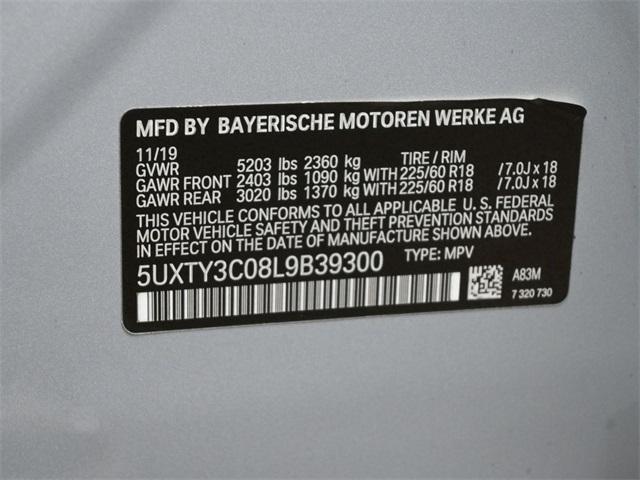 MFD BY BAYERISCHE MOTOREN WERKE AG
11/19 TIRE / RIM
GVWR 5203 lbs 2360 kg
GAWR FRONT 2403 lbs 1090 kg WITH 225/60 R18 / 7.0J x 18
GAWR REAR 3020 lbs 1370 kg WITH 225/60 R18 / 7.0J x 18
THIS VEHICLE CONFORMS TO ALL APPLICABLE U. S. FEDERAL
MOTOR VEHICLE SAFETY AND THEFT PREVENTION STANDARDS
IN EFFECT ON THE DATE OF MANUFACTURE SHOWN ABOVE.
5UXTY3C08L9B39300 TYPE: MPV
A83M
7 320 730